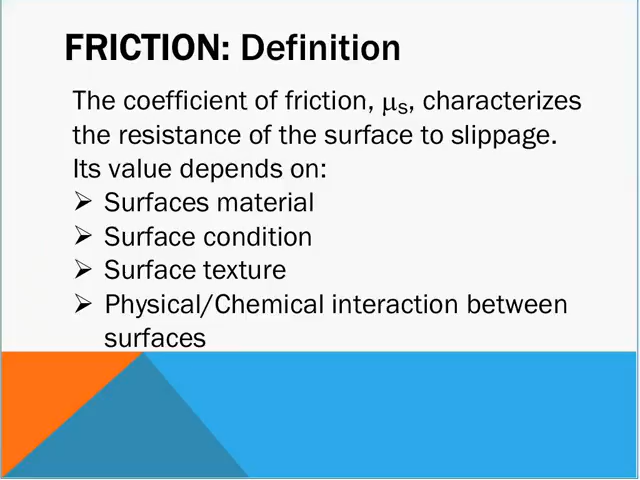 FRICTION: Definition
The coefficient of friction, μs, characterizes
the resistance of the surface to slippage.
Its value depends on:
➢ Surfaces material
➢ Surface condition
➢ Surface texture
➢ Physical/Chemical interaction between
surfaces